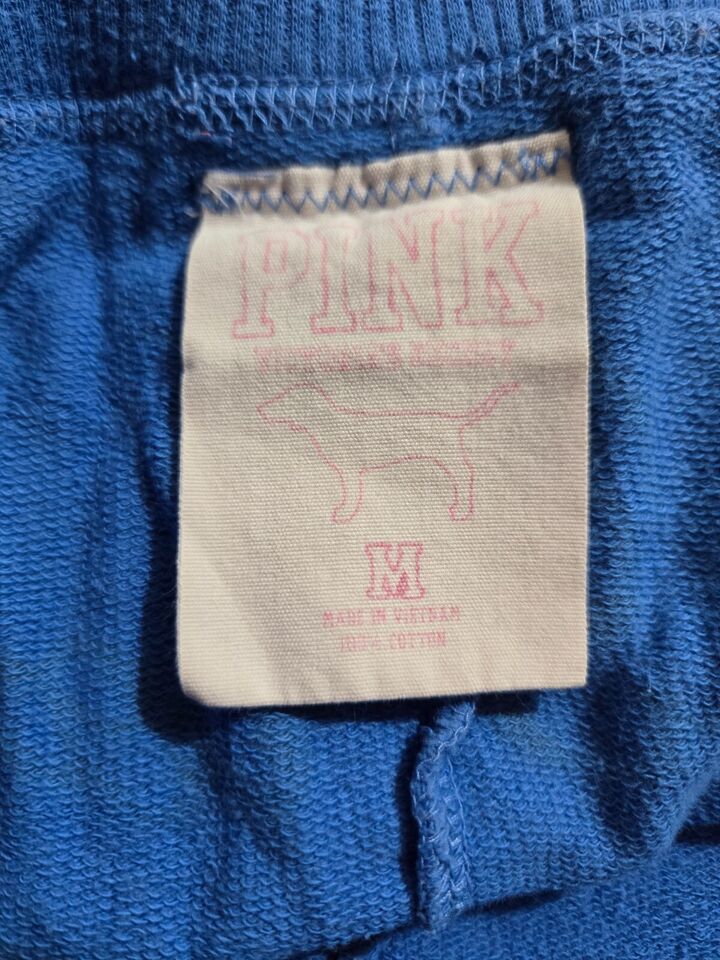 PINK
VICTORIA'S SECRET
M
MADE IN VIETNAM
100% COTTON